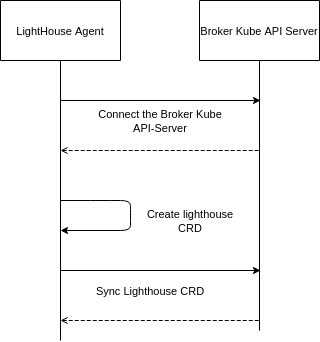 LightHouse Agent
Broker Kube API Server
Connect the Broker Kube
API-Server
Create lighthouse
CRD
Sync Lighthouse CRD